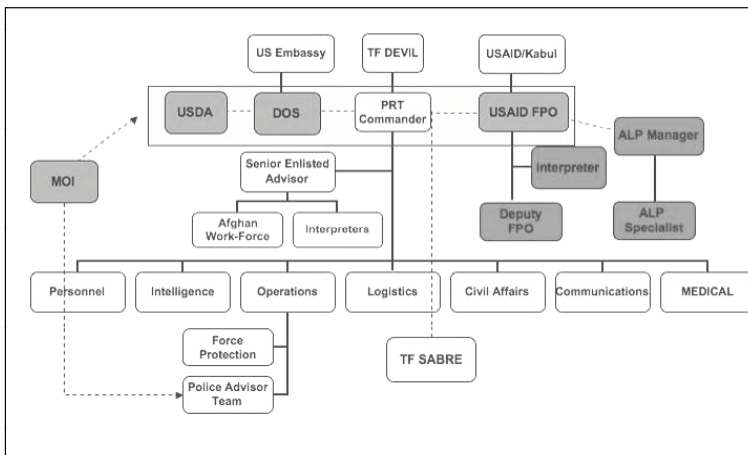 US Embassy
TF DEVIL
USAID/Kabul
USDA
DOS
PRT
Commander
USAID FPO
ALP Manager
MOI
Senior Enlisted
Advisor
Interpreter
Afghan
Work-Force
Interpreters
Deputy
FPO
ALP
Specialist
Personnel
Intelligence
Operations
Logistics
Civil Affairs
Communications
MEDICAL
Force
Protection
TF SABRE
Police Advisor
Team